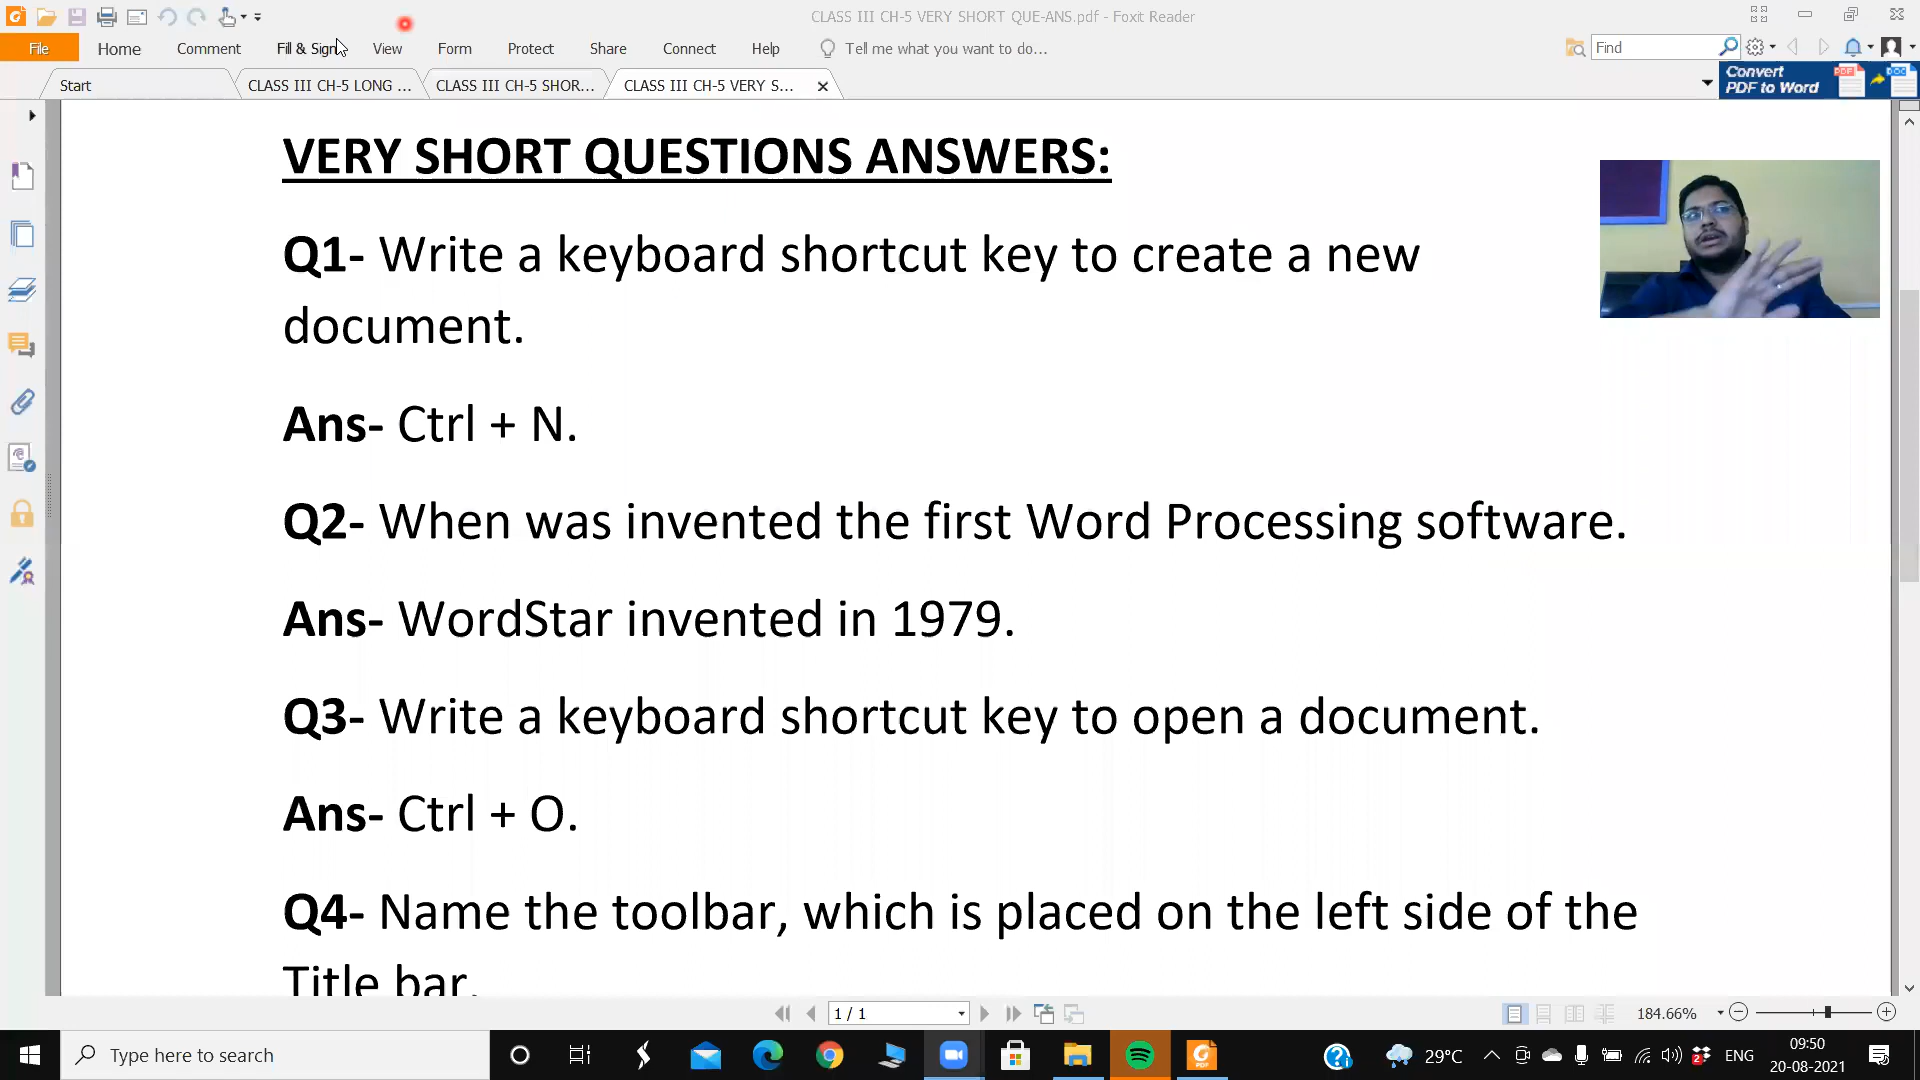 CLASS III CH-5 VERY SHORT QUE-ANS.pdf - Foxit Reader
File Home Comment Fill & Sign View Form Protect Share Connect Help Tell me what you want to do... Find
Start CLASS III CH-5 LONG ... CLASS III CH-5 SHOR... CLASS III CH-5 VERY S...
Convert
PDF to Word
PDF DOC
VERY SHORT QUESTIONS ANSWERS:
Q1- Write a keyboard shortcut key to create a new
document.
Ans- Ctrl + N.
Q2- When was invented the first Word Processing software.
Ans- WordStar invented in 1979.
Q3- Write a keyboard shortcut key to open a document.
Ans- Ctrl + O.
Q4- Name the toolbar, which is placed on the left side of the
Title bar.
1 / 1 184.66%
Type here to search
PDF
29°C ENG
09:50
20-08-2021